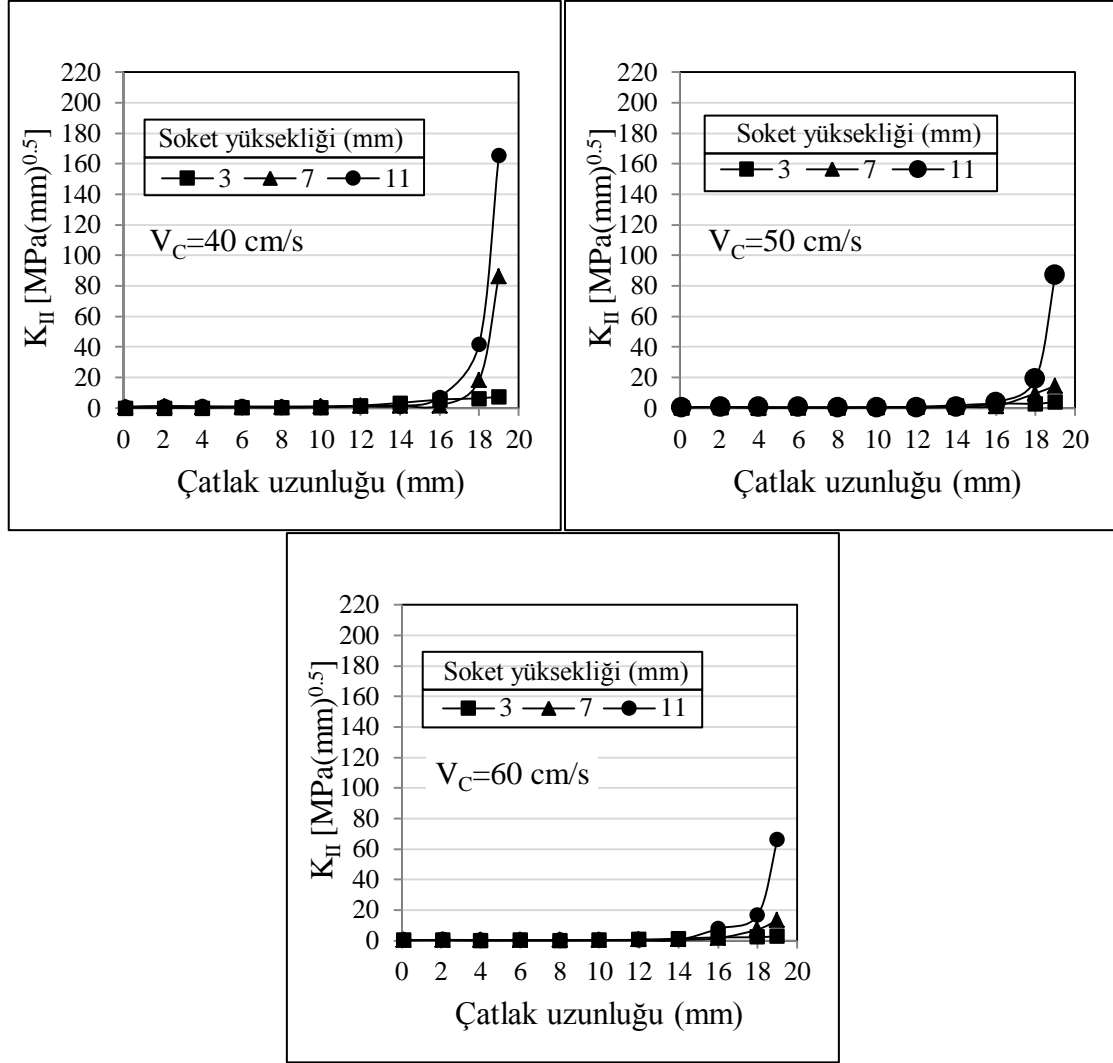 220
200
180
160
140
120
100
80
60
40
20
0
K_II [MPa(mm)^0.5]
Soket yüksekliği (mm)
3 7 11
V_C=40 cm/s
0 2 4 6 8 10 12 14 16 18 20
Çatlak uzunluğu (mm)
220
200
180
160
140
120
100
80
60
40
20
0
K_II [MPa(mm)^0.5]
Soket yüksekliği (mm)
3 7 11
V_C=50 cm/s
0 2 4 6 8 10 12 14 16 18 20
Çatlak uzunluğu (mm)
220
200
180
160
140
120
100
80
60
40
20
0
K_II [MPa(mm)^0.5]
Soket yüksekliği (mm)
3 7 11
V_C=60 cm/s
0 2 4 6 8 10 12 14 16 18 20
Çatlak uzunluğu (mm)